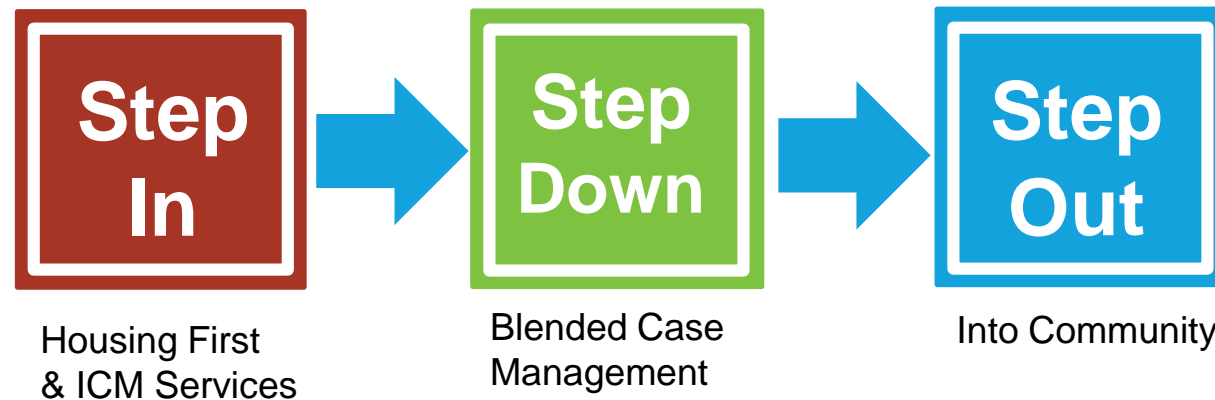 Step
In
Step
Down
Step
Out
Housing First
& ICM Services
Blended Case
Management
Into Community